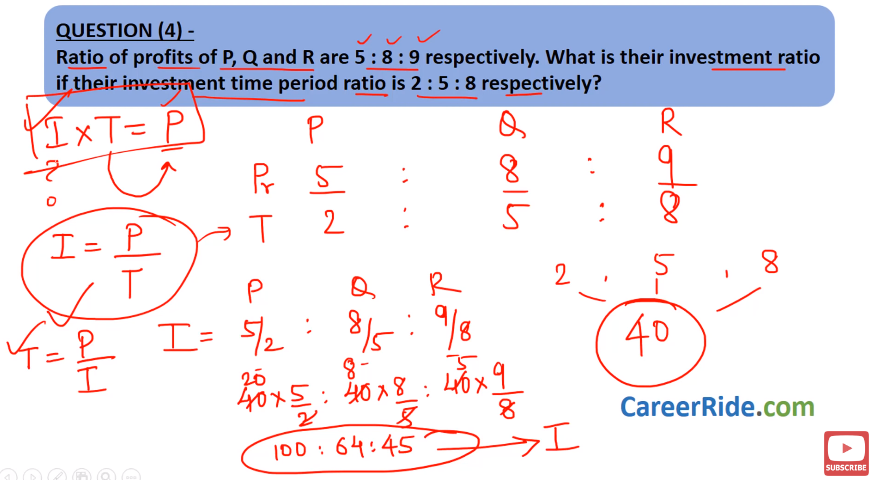 QUESTION (4) -
Ratio of profits of P, Q and R are 5 : 8 : 9 respectively. What is their investment ratio
if their investment time period ratio is 2 : 5 : 8 respectively?
I × T = P
?
P Q R
Pr 5 : 8 : 9
T 2 : 5 : 8
I = P/T
T = P/I
2 , 5 , 8
40
P Q R
I = 5/2 : 8/5 : 9/8
20 8 5
40 × 5/2 : 40 × 8/5 : 40 × 9/8
100 : 64 : 45 → I
CareerRide.com
SUBSCRIBE